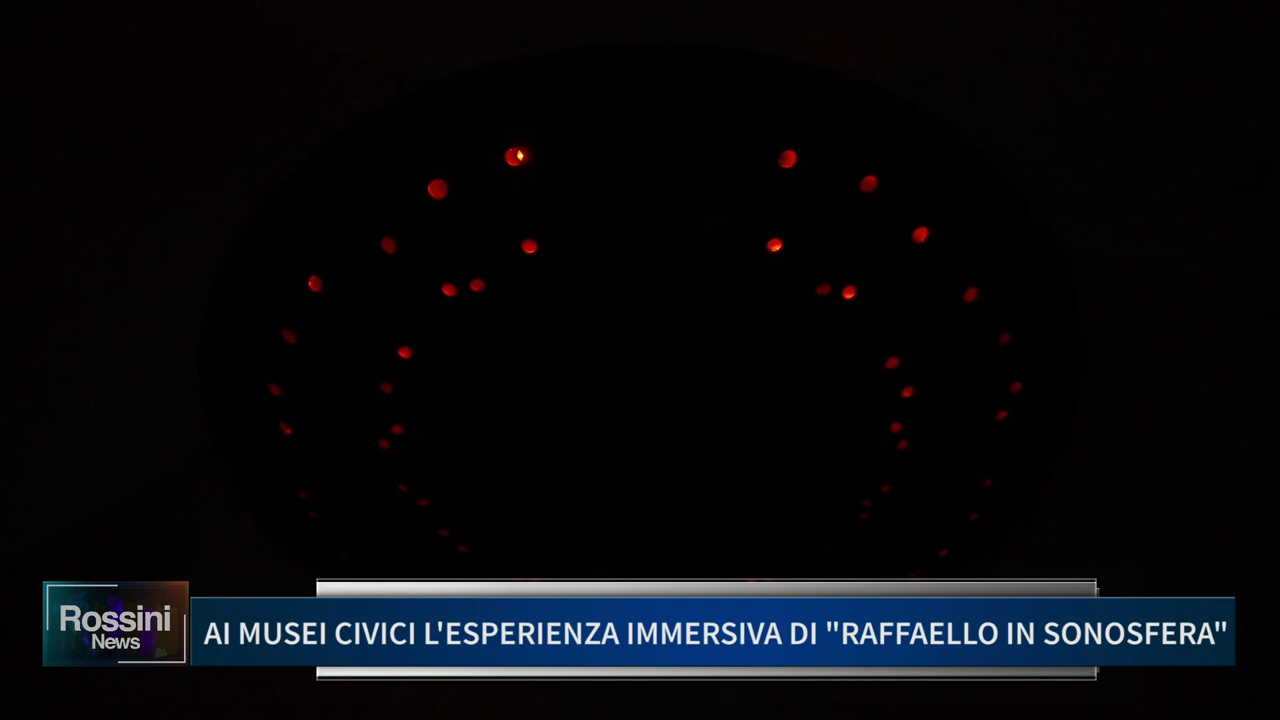 Rossini
News
AI MUSEI CIVICI L'ESPERIENZA IMMERSIVA DI "RAFFAELLO IN SONOSFERA"